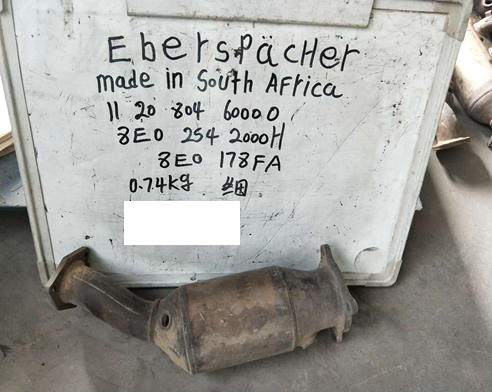 EberspäcHer
made in South Africa
11 20 804 60000
8E0 254 2000H
8E0 178FA
0.74kg 细